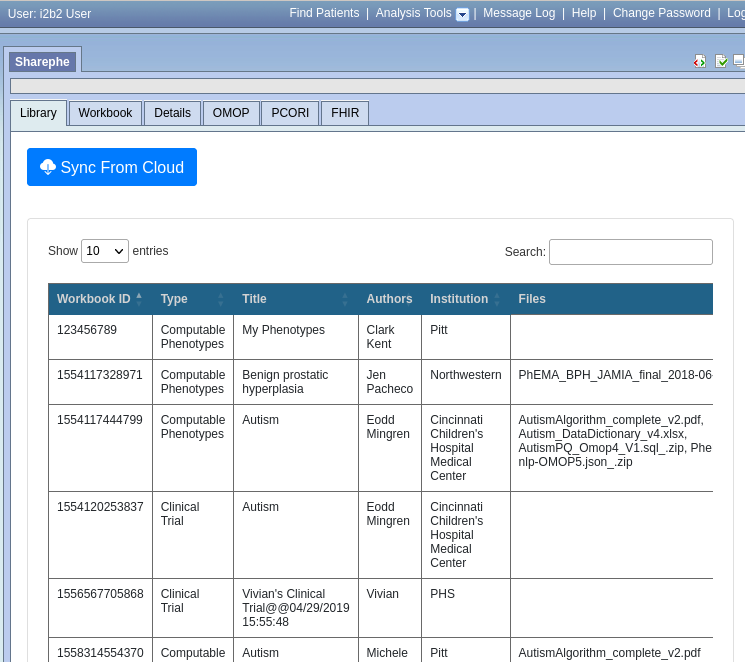 User: i2b2 User
Find Patients | Analysis Tools | Message Log | Help | Change Password |
Sharephe
Library Workbook Details OMOP PCORI FHIR
Sync From Cloud
Show 10 entries
Search:
Workbook ID Type Title Authors Institution Files
123456789 Computable My Phenotypes Clark Pitt
Phenotypes Kent
1554117328971 Computable Benign prostatic Jen Northwestern PhEMA_BPH_JAMIA_final_2018-06
Phenotypes hyperplasia Pacheco
1554117444799 Computable Autism Eodd Cincinnati AutismAlgorithm_complete_v2.pdf,
Phenotypes Mingren Children's Autism_DataDictionary_v4.xlsx,
Hospital AutismPQ_Omop4_V1.sql_.zip, Phe
Medical nlp-OMOP5.json_.zip
Center
1554120253837 Clinical Autism Eodd Cincinnati
Trial Mingren Children's
Hospital
Medical
Center
1556567705868 Clinical Vivian's Clinical Vivian PHS
Trial Trial@@04/29/2019
15:55:48
1558314554370 Computable Autism Michele Pitt AutismAlgorithm_complete_v2.pdf